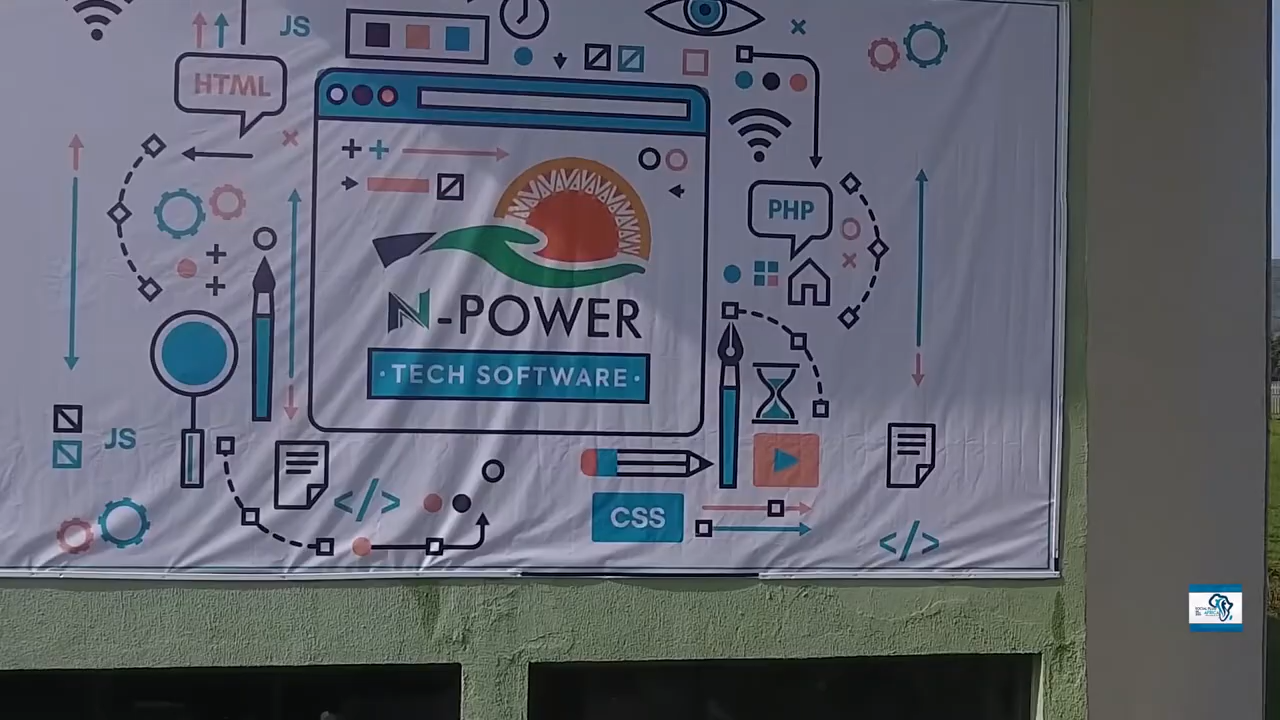 JS
HTML
PHP
N-POWER
· TECH SOFTWARE ·
JS
</>
CSS
</>